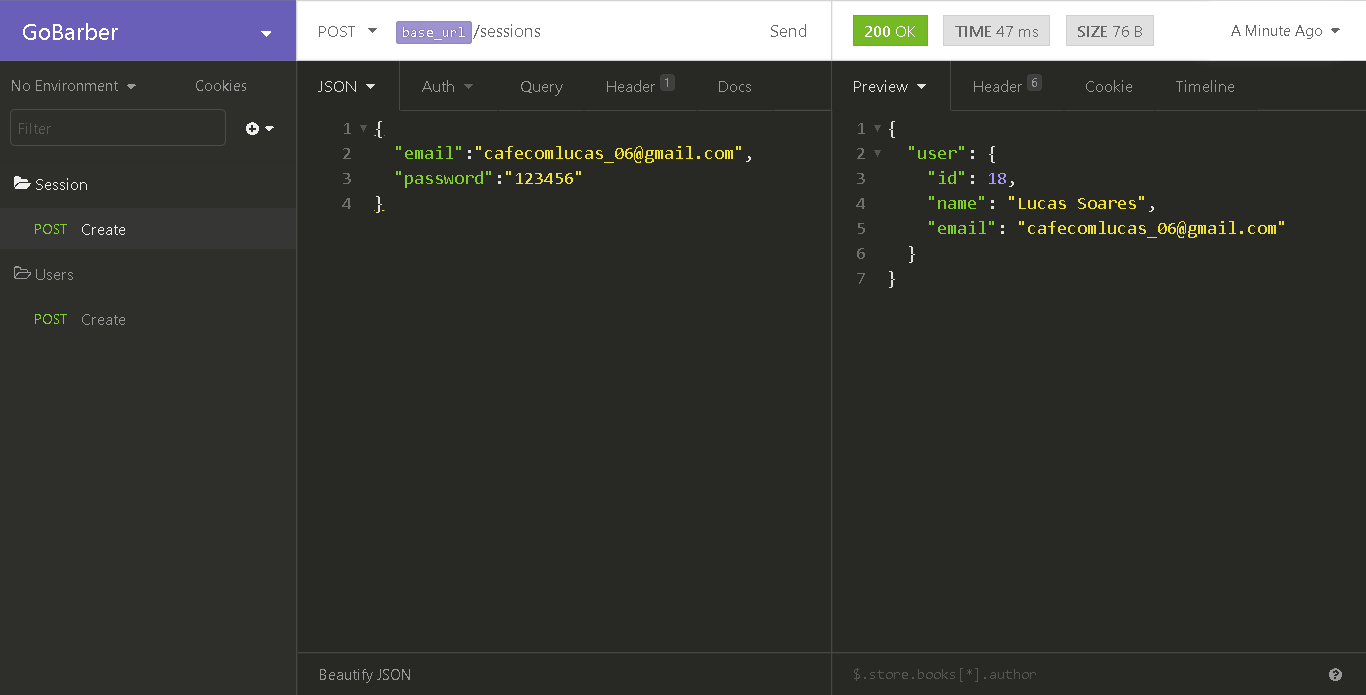 GoBarber
No Environment
Cookies
Filter
Session
POST Create
Users
POST Create
POST base_url/sessions Send
JSON Auth Query Header 1 Docs
1 {
2 "email":"cafecomlucas_06@gmail.com",
3 "password":"123456"
4 }
Beautify JSON
200 OK TIME 47 ms SIZE 76 B A Minute Ago
Preview Header 6 Cookie Timeline
1 {
2 "user": {
3 "id": 18,
4 "name": "Lucas Soares",
5 "email": "cafecomlucas_06@gmail.com"
6 }
7 }
$.store.books[*].author